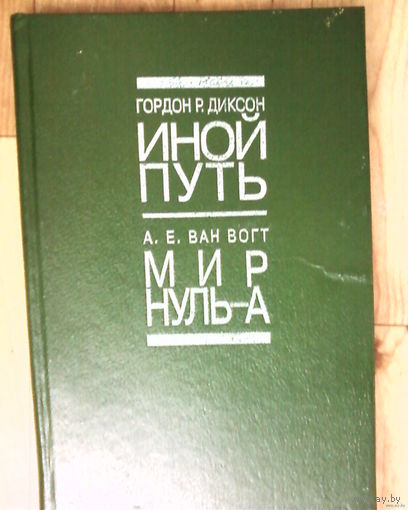 ГОРДОН Р. ДИКСОН
ИНОЙ
ПУТЬ
А. Е. ВАН ВОГТ
МИР
НУЛЬ-А